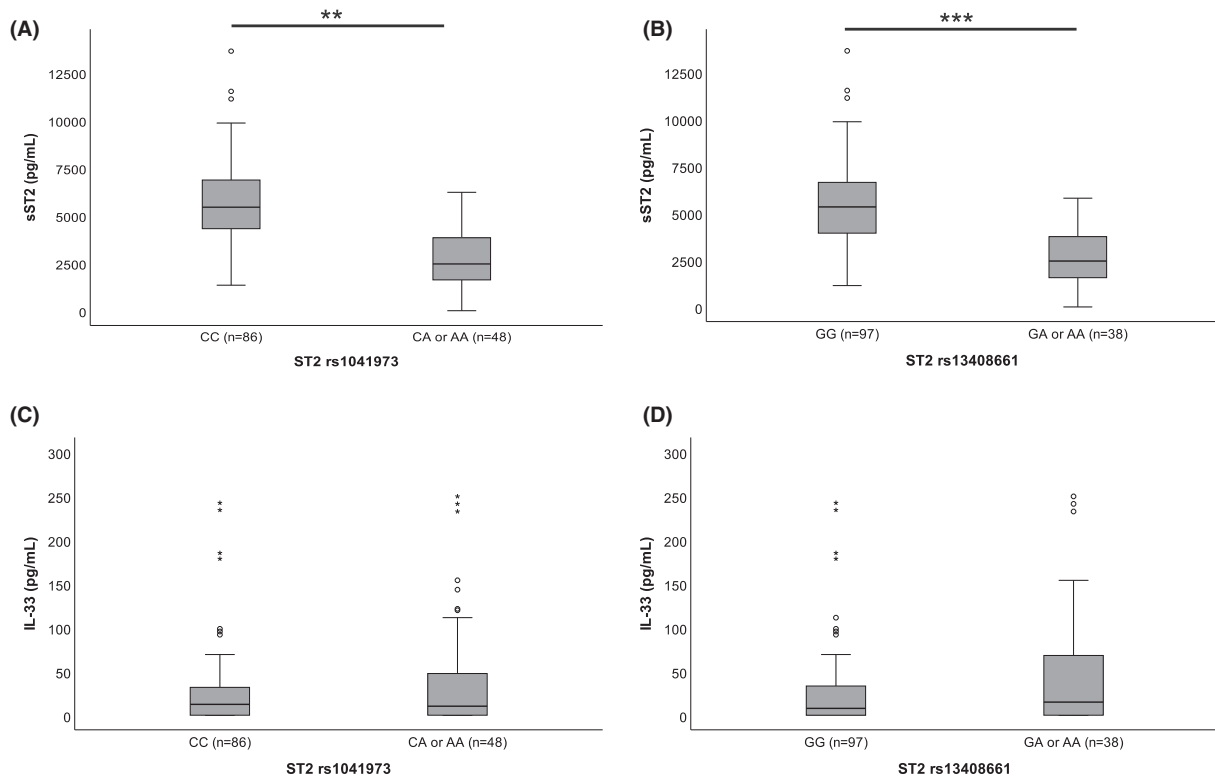 (A)
**
sST2 (pg/mL)
12500
10000
7500
5000
2500
0
CC (n=86)
CA or AA (n=48)
ST2 rs1041973
(B)
***
sST2 (pg/mL)
12500
10000
7500
5000
2500
0
GG (n=97)
GA or AA (n=38)
ST2 rs13408661
(C)
IL-33 (pg/mL)
300
250
200
150
100
50
0
CC (n=86)
CA or AA (n=48)
ST2 rs1041973
(D)
IL-33 (pg/mL)
300
250
200
150
100
50
0
GG (n=97)
GA or AA (n=38)
ST2 rs13408661